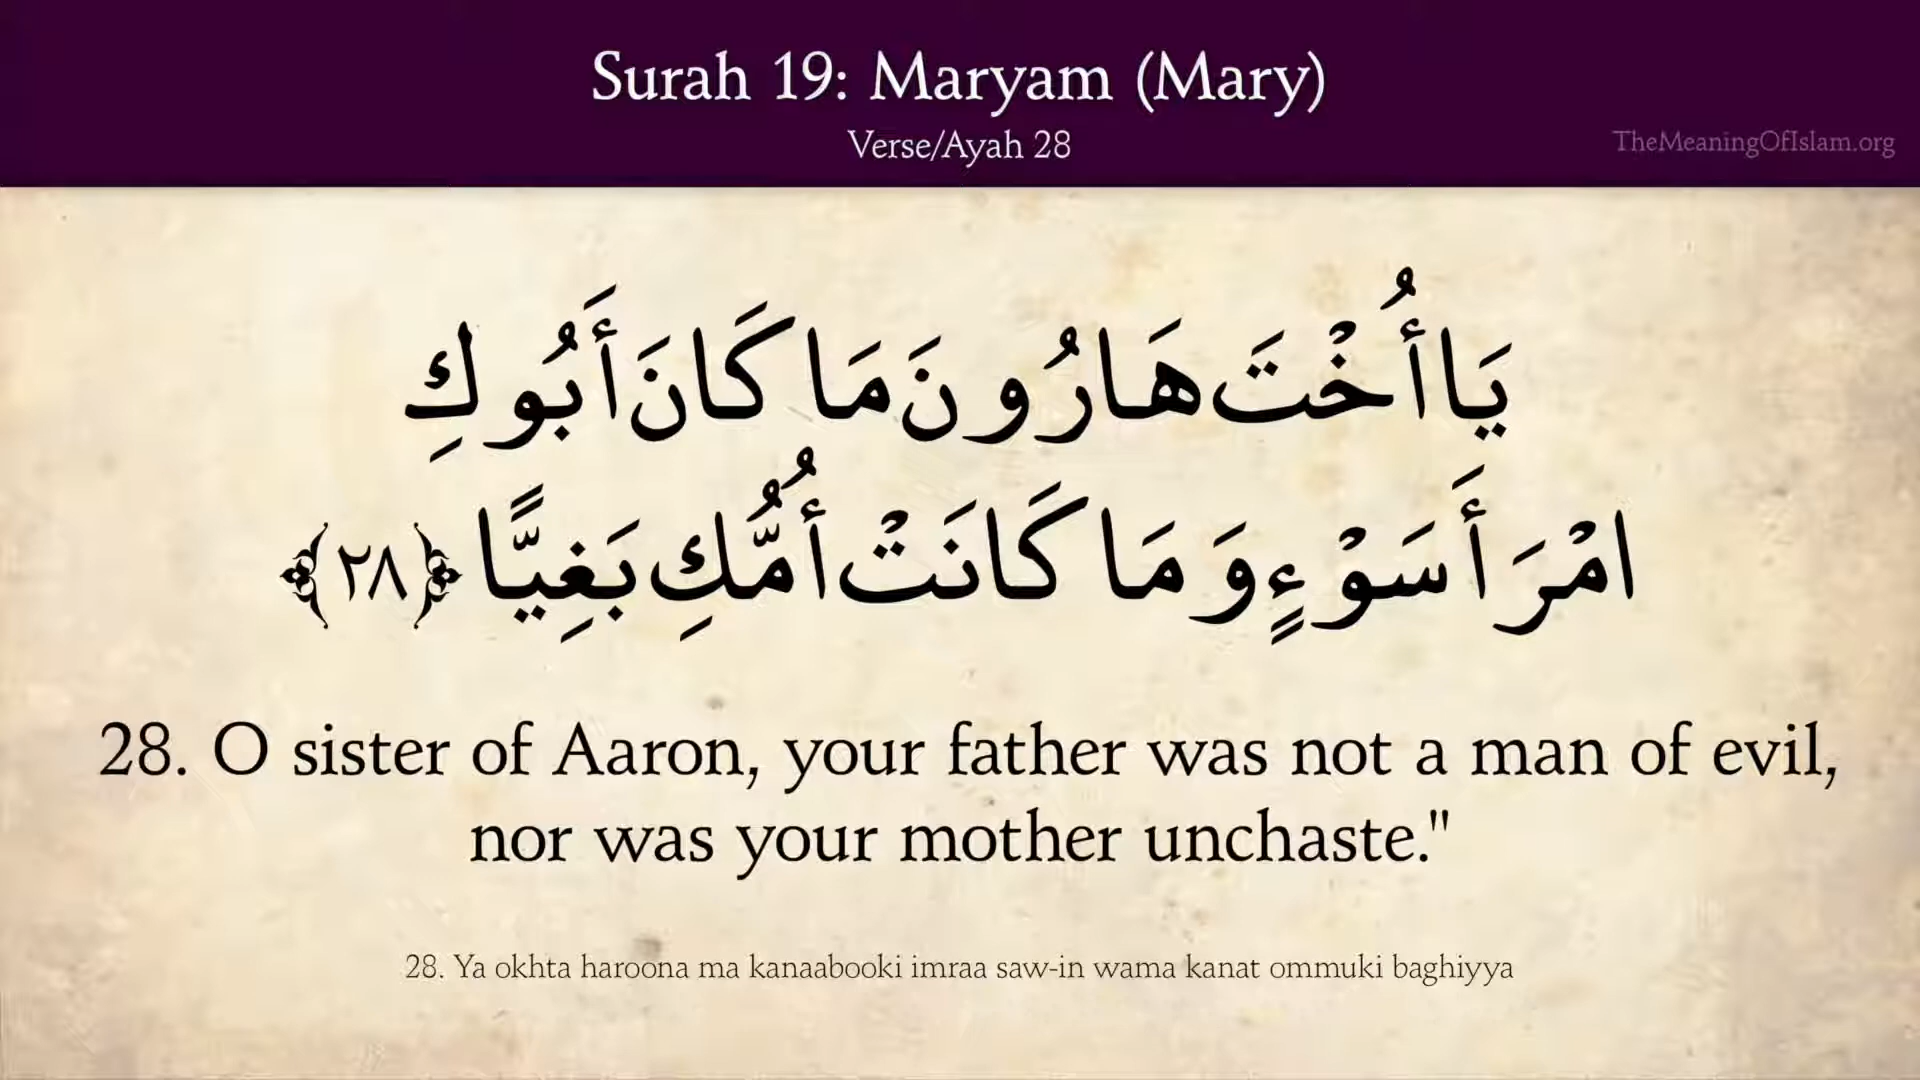 Surah 19: Maryam (Mary)
Verse/Ayah 28
TheMeaningOfIslam.org
يَا أُخْتَ هَارُونَ مَا كَانَ أَبُوكِ
امْرَأَ سَوْءٍ وَمَا كَانَتْ أُمُّكِ بَغِيًّا ﴿٢٨﴾
28. O sister of Aaron, your father was not a man of evil,
nor was your mother unchaste."
28. Ya okhta haroona ma kanaabooki imraa saw-in wama kanat ommuki baghiyya